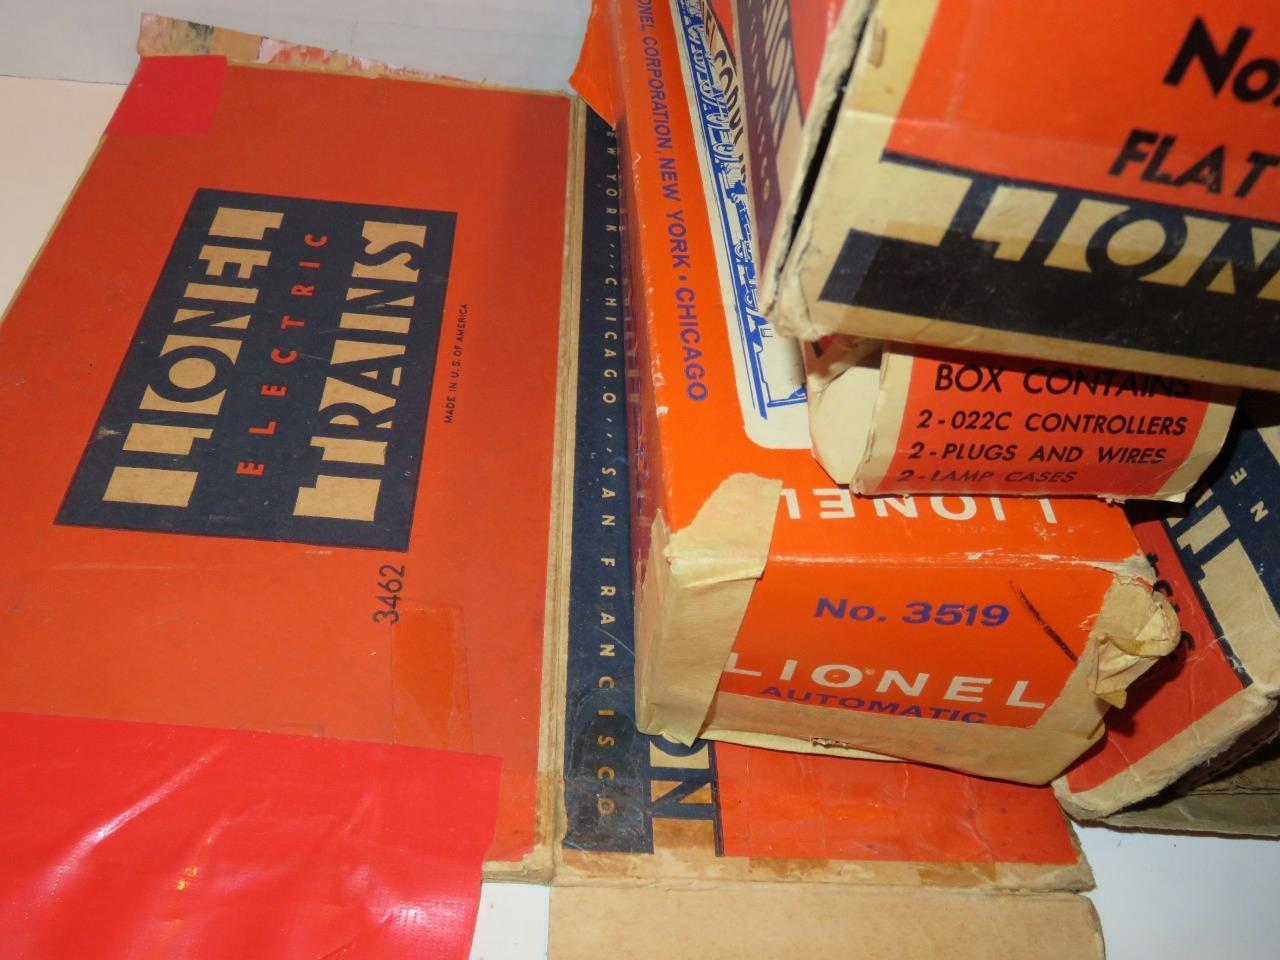 LIONEL
ELECTRIC
TRAINS
MADE IN U.S. OF AMERICA
3462
NEW YORK,,,CHICAGO,,,SAN FRANCISCO
LIONEL CORPORATION, NEW YORK • CHICAGO
LIONEL
No. 3519
LIONEL
AUTOMATIC
No.
FLAT
LION
BOX CONTAINS
2-022C CONTROLLERS
2-PLUGS AND WIRES
2-LAMP CASES